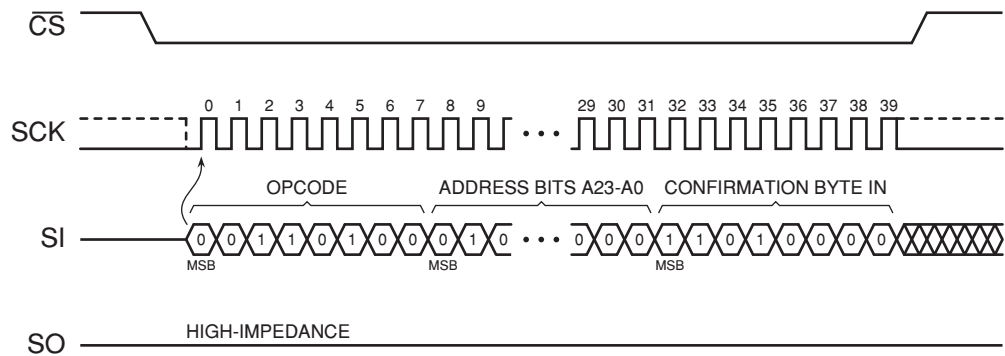 CS
0 1 2 3 4 5 6 7 8 9 29 30 31 32 33 34 35 36 37 38 39
SCK
OPCODE ADDRESS BITS A23-A0 CONFIRMATION BYTE IN
SI 0 0 1 1 0 1 0 0 0 1 0 0 0 0 1 1 0 1 0 0 0 0
MSB MSB MSB
HIGH-IMPEDANCE
SO